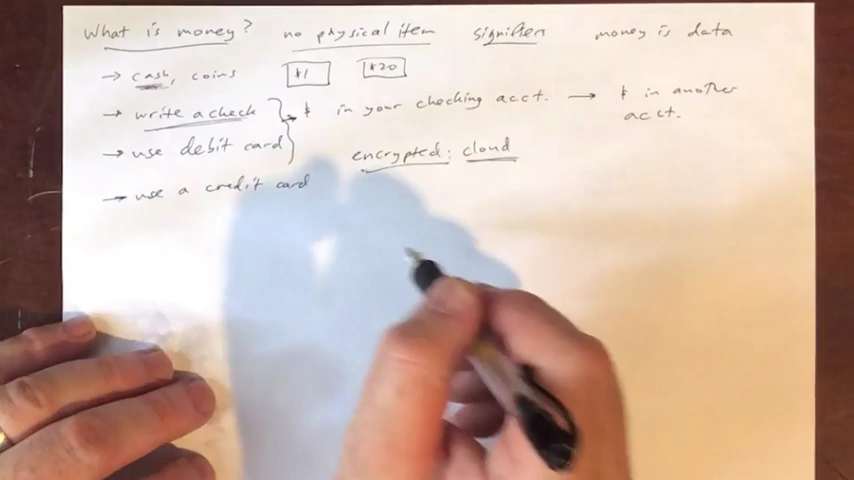 What is money? no physical item signifier money is data
→ cash, coins $1 $20
→ write a check } → $ in your checking acct. → $ in another acct.
→ use debit card
encrypted: cloud
→ use a credit card